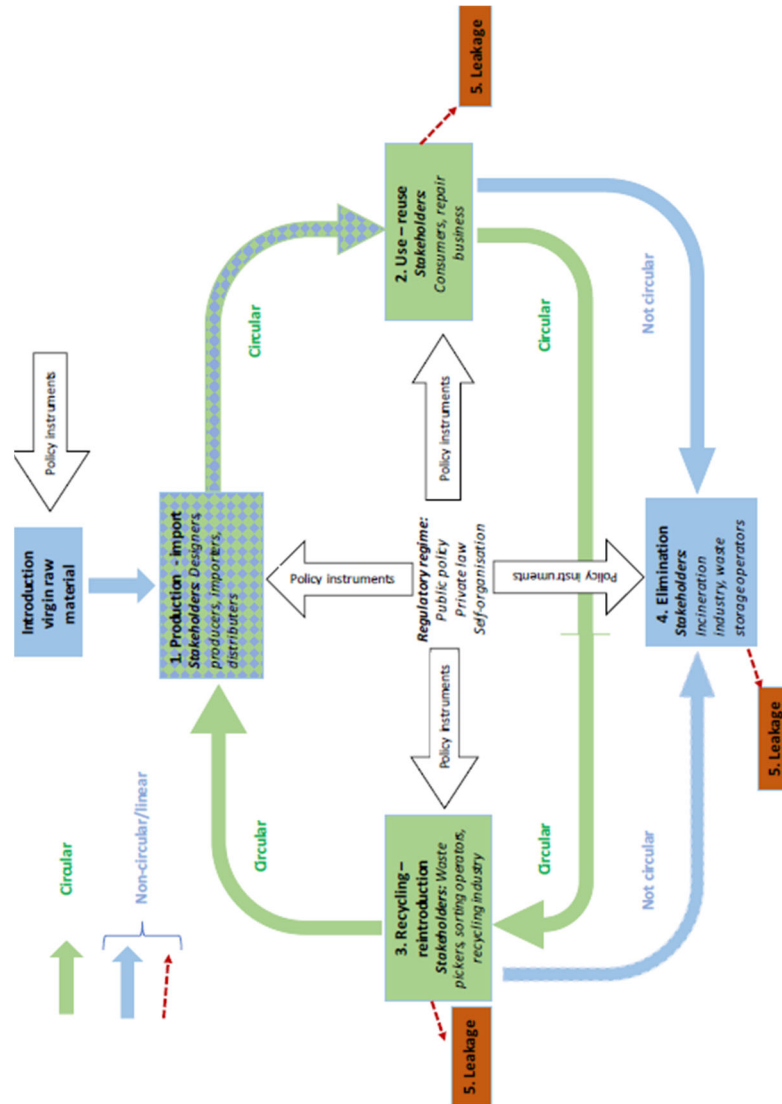 Circular
Non-circular/linear
Introduction
virgin raw
material
Policy instruments
1. Production - import
Stakeholders: Designers,
producers, importers,
distributers
Circular
Circular
Policy instruments
3. Recycling –
reintroduction
Stakeholders: Waste
pickers, sorting operators,
recycling industry
Policy instruments
Regulatory regime:
Public policy
Private law
Self-organisation
Policy instruments
2. Use – reuse
Stakeholders:
Consumers, repair
business
5. Leakage
5. Leakage
Policy instruments
Circular
Circular
Not circular
Not circular
4. Elimination
Stakeholders:
Incineration
industry, waste
storage operators
5. Leakage